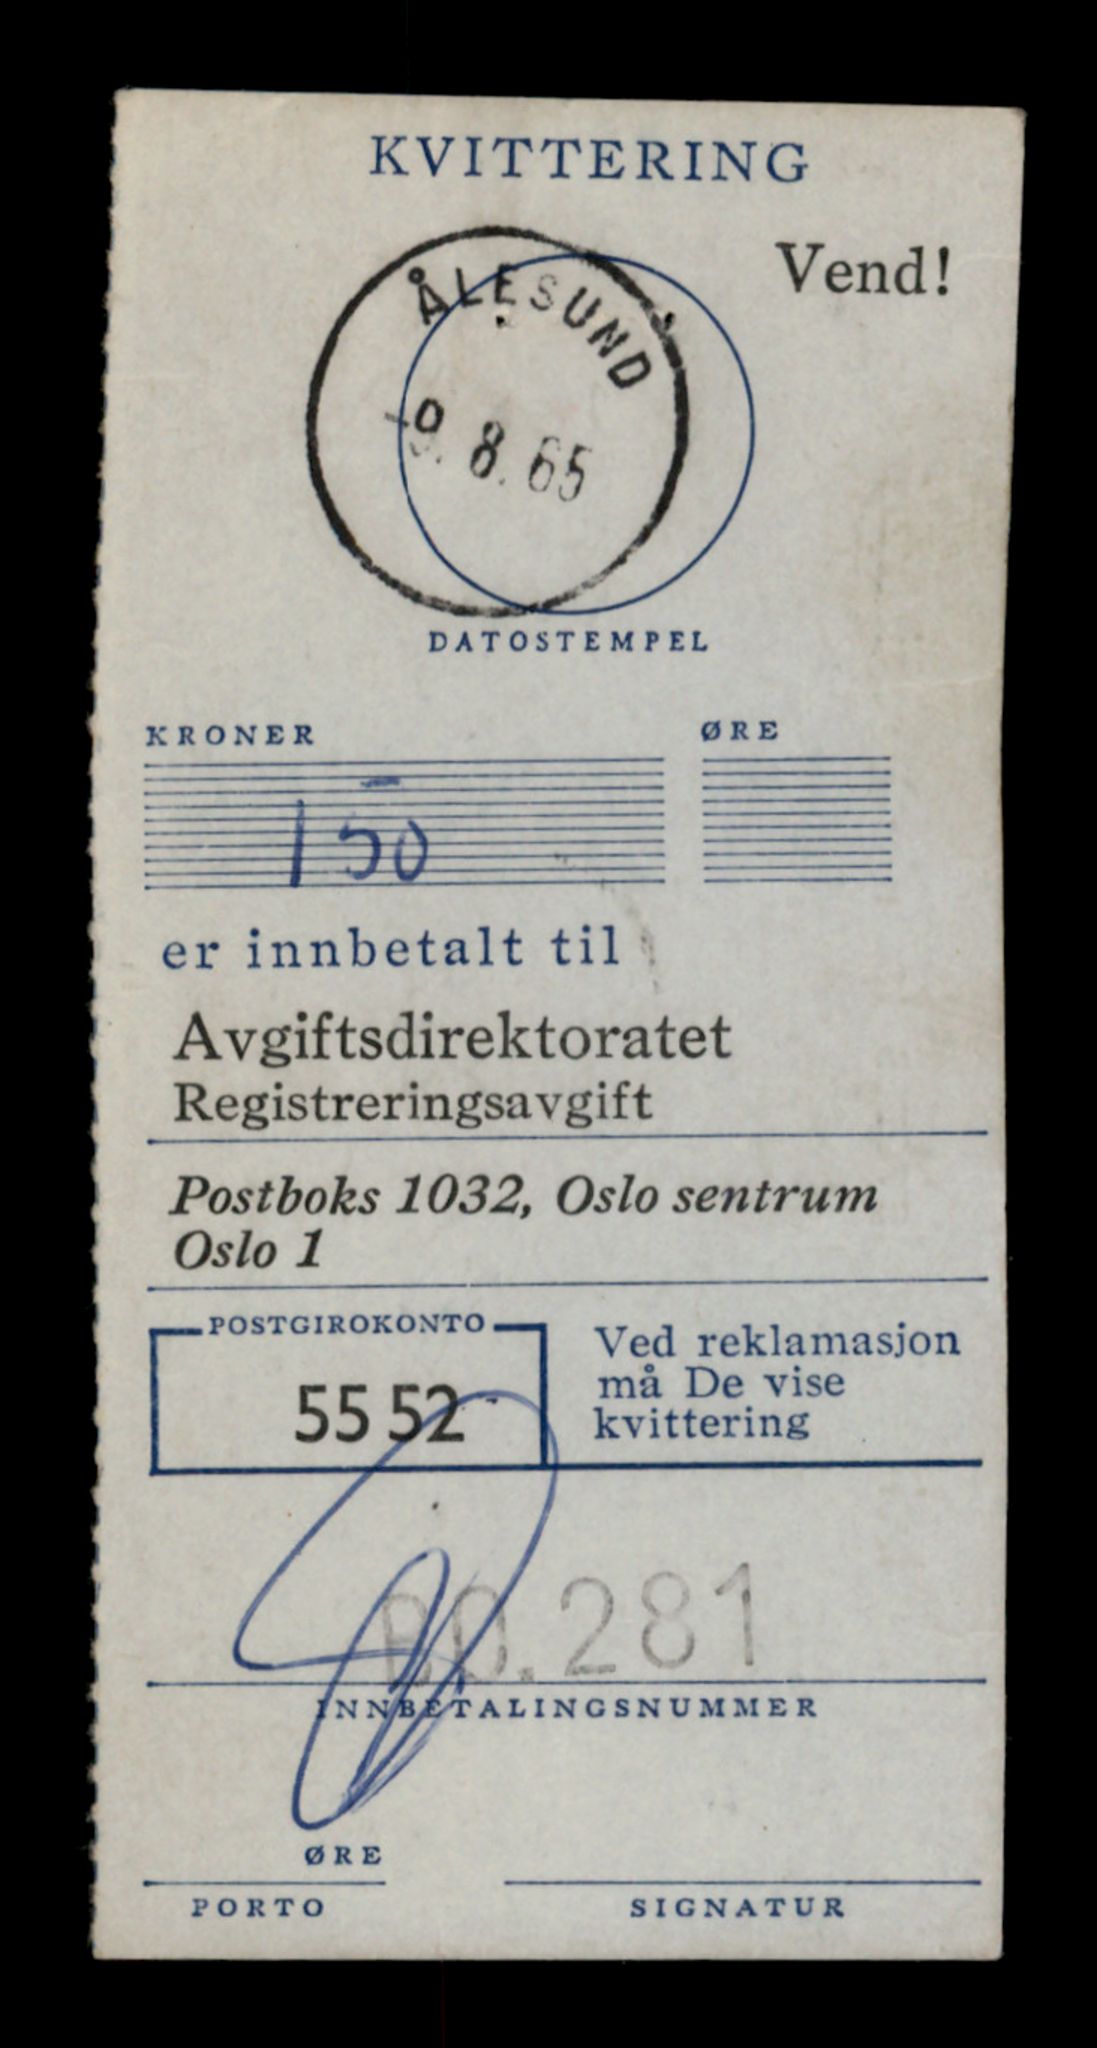 KVITTERING
Vend!
ÅLESUND
-9. 8. 65
DATOSTEMPEL
KRONER ØRE
150
er innbetalt til
Avgiftsdirektoratet
Registreringsavgift
Postboks 1032, Oslo sentrum
Oslo 1
POSTGIROKONTO
55 52
Ved reklamasjon
må De vise
kvittering
281
INNBETALINGSNUMMER
ØRE
PORTO SIGNATUR